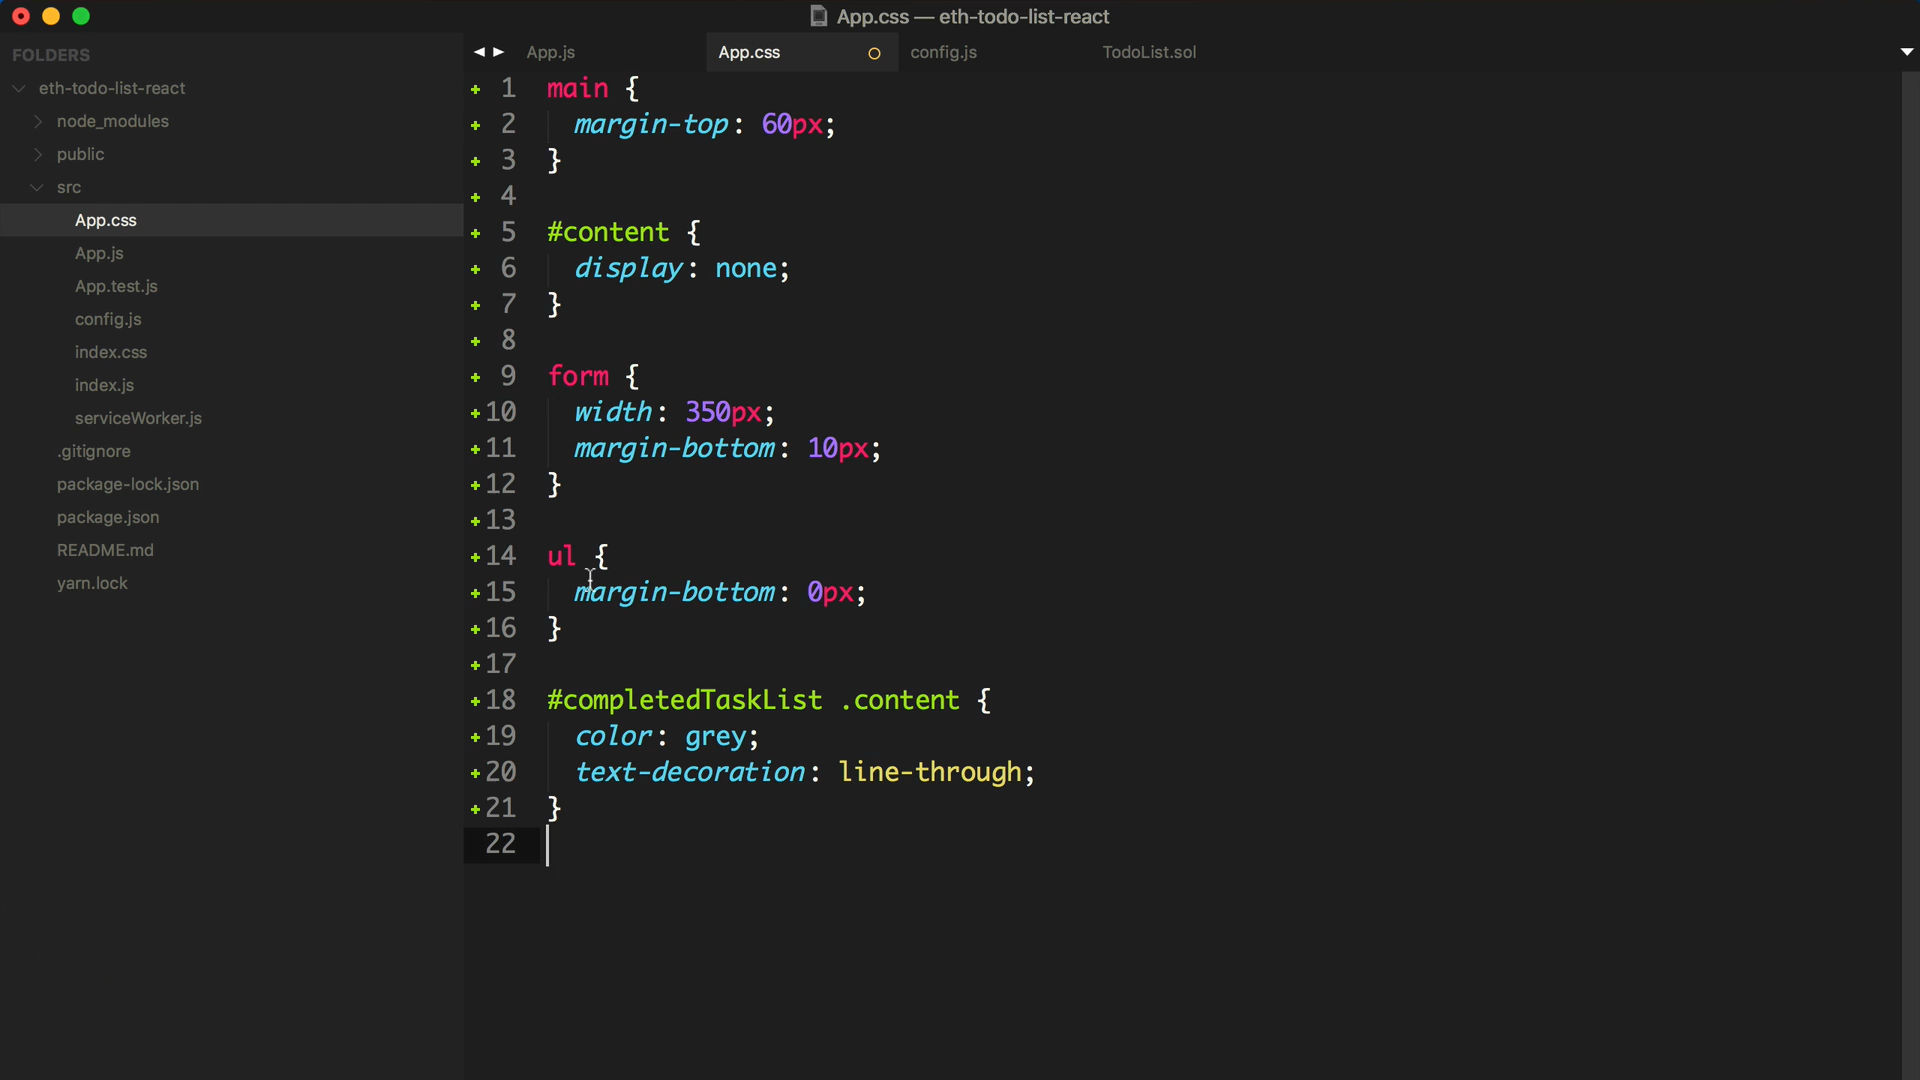 App.css — eth-todo-list-react
FOLDERS
eth-todo-list-react
node_modules
public
src
App.css
App.js
App.test.js
config.js
index.css
index.js
serviceWorker.js
.gitignore
package-lock.json
package.json
README.md
yarn.lock
App.js App.css config.js TodoList.sol
1 main {
2 margin-top: 60px;
3 }
4
5 #content {
6 display: none;
7 }
8
9 form {
10 width: 350px;
11 margin-bottom: 10px;
12 }
13
14 ul {
15 margin-bottom: 0px;
16 }
17
18 #completedTaskList .content {
19 color: grey;
20 text-decoration: line-through;
21 }
22